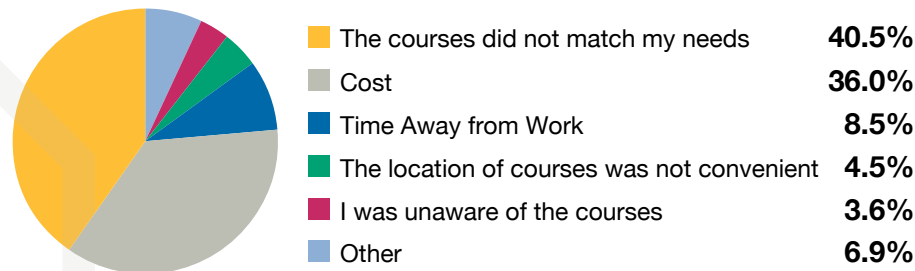 The courses did not match my needs 40.5%
Cost 36.0%
Time Away from Work 8.5%
The location of courses was not convenient 4.5%
I was unaware of the courses 3.6%
Other 6.9%